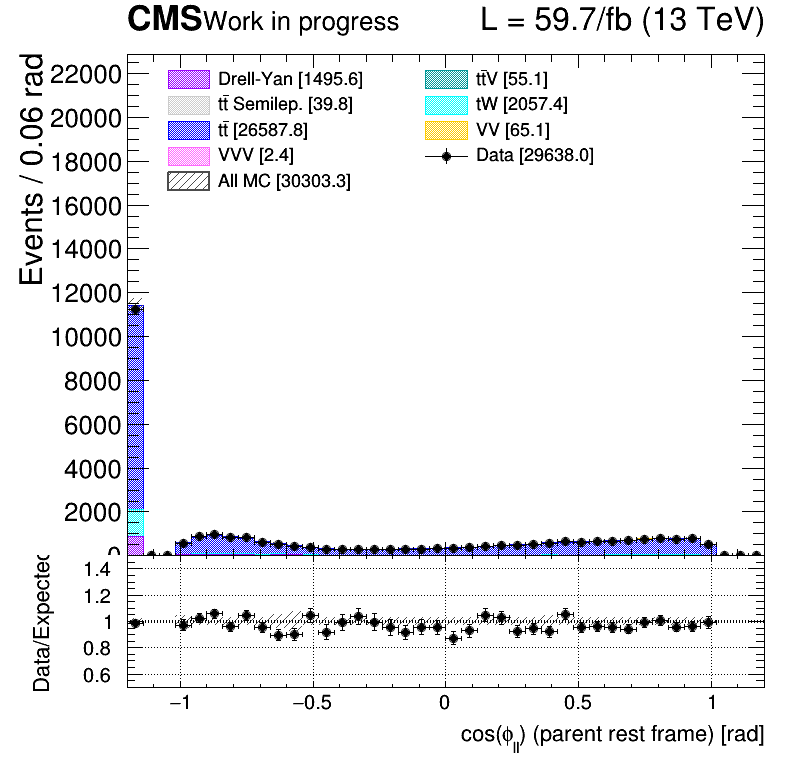 CMS Work in progress L = 59.7/fb (13 TeV)
Events / 0.06 rad
22000
20000
18000
16000
14000
12000
10000
8000
6000
4000
2000
0
Drell-Yan [1495.6]
tt̄ Semilep. [39.8]
tt̄ [26587.8]
VVV [2.4]
All MC [30303.3]
tt̄V [55.1]
tW [2057.4]
VV [65.1]
Data [29638.0]
Data/Expected
1.4
1.2
1
0.8
0.6
−1 −0.5 0 0.5 1
cos(ϕ_ll) (parent rest frame) [rad]